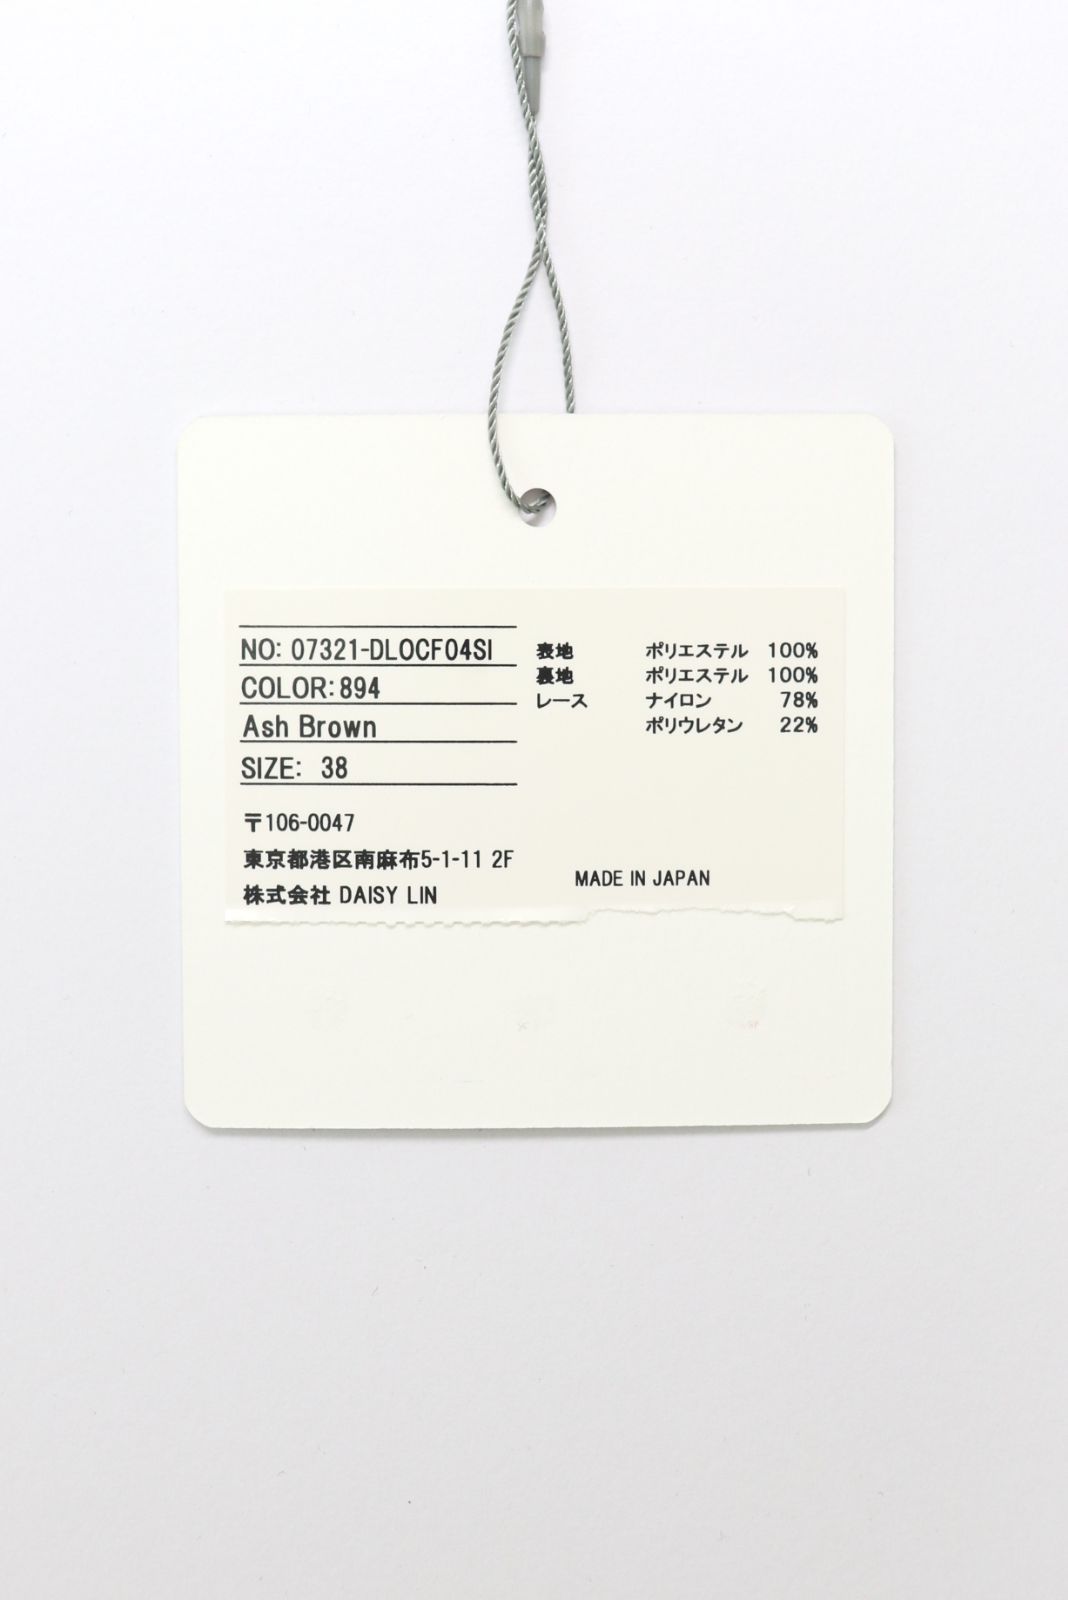 NO: 07321-DLOCF04SI
COLOR: 894
Ash Brown
SIZE: 38
〒106-0047
東京都港区南麻布5-1-11 2F
株式会社 DAISY LIN
表地 ポリエステル 100%
裏地 ポリエステル 100%
レース ナイロン 78%
ポリウレタン 22%
MADE IN JAPAN